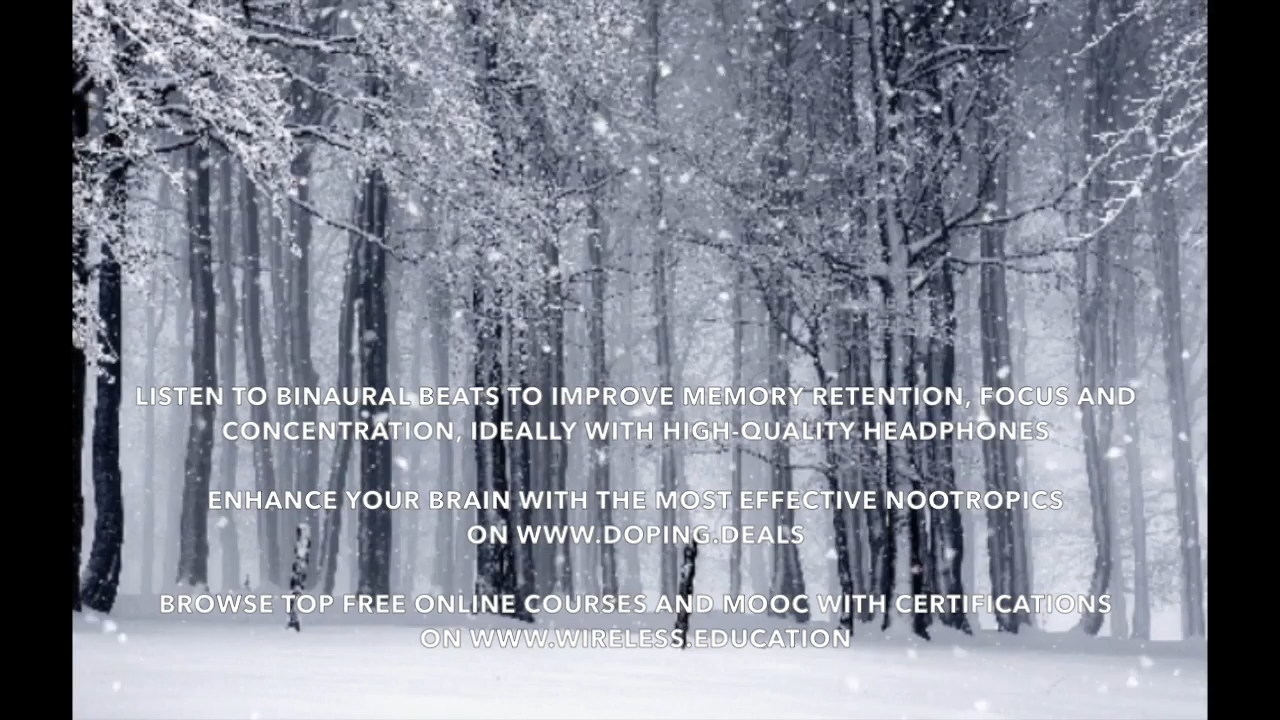 LISTEN TO BINAURAL BEATS TO IMPROVE MEMORY RETENTION, FOCUS AND
CONCENTRATION, IDEALLY WITH HIGH-QUALITY HEADPHONES
ENHANCE YOUR BRAIN WITH THE MOST EFFECTIVE NOOTROPICS
ON WWW.DOPING.DEALS
BROWSE TOP FREE ONLINE COURSES AND MOOC WITH CERTIFICATIONS
ON WWW.WIRELESS.EDUCATION